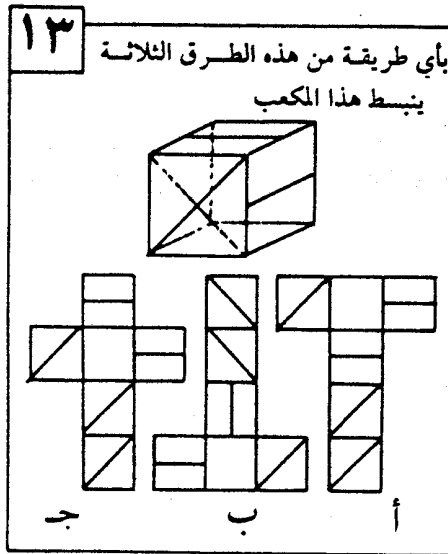 ١٣
بأي طريقة من هذه الطرق الثلاثة
ينبسط هذا المكعب
أ ب جـ